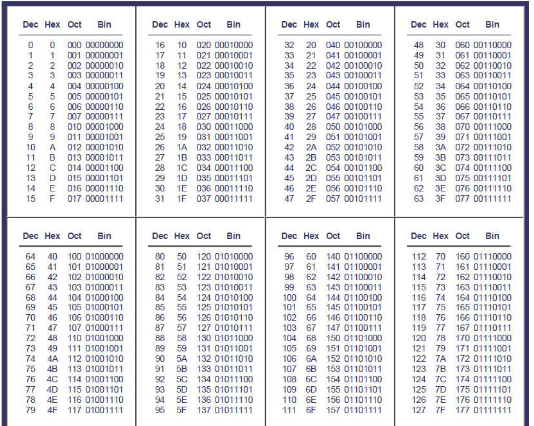 Dec Hex Oct Bin
0 0 000 00000000
1 1 001 00000001
2 2 002 00000010
3 3 003 00000011
4 4 004 00000100
5 5 005 00000101
6 6 006 00000110
7 7 007 00000111
8 8 010 00001000
9 9 011 00001001
10 A 012 00001010
11 B 013 00001011
12 C 014 00001100
13 D 015 00001101
14 E 016 00001110
15 F 017 00001111
Dec Hex Oct Bin
16 10 020 00010000
17 11 021 00010001
18 12 022 00010010
19 13 023 00010011
20 14 024 00010100
21 15 025 00010101
22 16 026 00010110
23 17 027 00010111
24 18 030 00011000
25 19 031 00011001
26 1A 032 00011010
27 1B 033 00011011
28 1C 034 00011100
29 1D 035 00011101
30 1E 036 00011110
31 1F 037 00011111
Dec Hex Oct Bin
32 20 040 00100000
33 21 041 00100001
34 22 042 00100010
35 23 043 00100011
36 24 044 00100100
37 25 045 00100101
38 26 046 00100110
39 27 047 00100111
40 28 050 00101000
41 29 051 00101001
42 2A 052 00101010
43 2B 053 00101011
44 2C 054 00101100
45 2D 055 00101101
46 2E 056 00101110
47 2F 057 00101111
Dec Hex Oct Bin
48 30 060 00110000
49 31 061 00110001
50 32 062 00110010
51 33 063 00110011
52 34 064 00110100
53 35 065 00110101
54 36 066 00110110
55 37 067 00110111
56 38 070 00111000
57 39 071 00111001
58 3A 072 00111010
59 3B 073 00111011
60 3C 074 00111100
61 3D 075 00111101
62 3E 076 00111110
63 3F 077 00111111
Dec Hex Oct Bin
64 40 100 01000000
65 41 101 01000001
66 42 102 01000010
67 43 103 01000011
68 44 104 01000100
69 45 105 01000101
70 46 106 01000110
71 47 107 01000111
72 48 110 01001000
73 49 111 01001001
74 4A 112 01001010
75 4B 113 01001011
76 4C 114 01001100
77 4D 115 01001101
78 4E 116 01001110
79 4F 117 01001111
Dec Hex Oct Bin
80 50 120 01010000
81 51 121 01010001
82 52 122 01010010
83 53 123 01010011
84 54 124 01010100
85 55 125 01010101
86 56 126 01010110
87 57 127 01010111
88 58 130 01011000
89 59 131 01011001
90 5A 132 01011010
91 5B 133 01011011
92 5C 134 01011100
93 5D 135 01011101
94 5E 136 01011110
95 5F 137 01011111
Dec Hex Oct Bin
96 60 140 01100000
97 61 141 01100001
98 62 142 01100010
99 63 143 01100011
100 64 144 01100100
101 65 145 01100101
102 66 146 01100110
103 67 147 01100111
104 68 150 01101000
105 69 151 01101001
106 6A 152 01101010
107 6B 153 01101011
108 6C 154 01101100
109 6D 155 01101101
110 6E 156 01101110
111 6F 157 01101111
Dec Hex Oct Bin
112 70 160 01110000
113 71 161 01110001
114 72 162 01110010
115 73 163 01110011
116 74 164 01110100
117 75 165 01110101
118 76 166 01110110
119 77 167 01110111
120 78 170 01111000
121 79 171 01111001
122 7A 172 01111010
123 7B 173 01111011
124 7C 174 01111100
125 7D 175 01111101
126 7E 176 01111110
127 7F 177 01111111